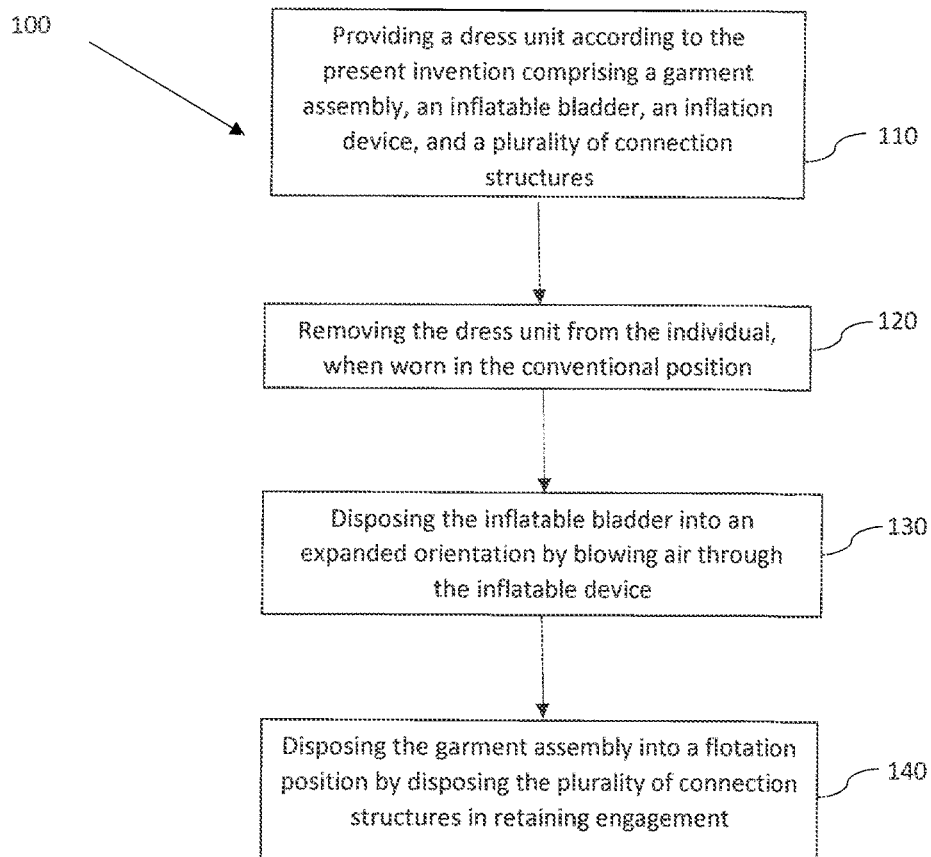 100
Providing a dress unit according to the
present invention comprising a garment
assembly, an inflatable bladder, an inflation
device, and a plurality of connection
structures
110
Removing the dress unit from the individual,
when worn in the conventional position
120
Disposing the inflatable bladder into an
expanded orientation by blowing air through
the inflatable device
130
Disposing the garment assembly into a flotation
position by disposing the plurality of connection
structures in retaining engagement
140